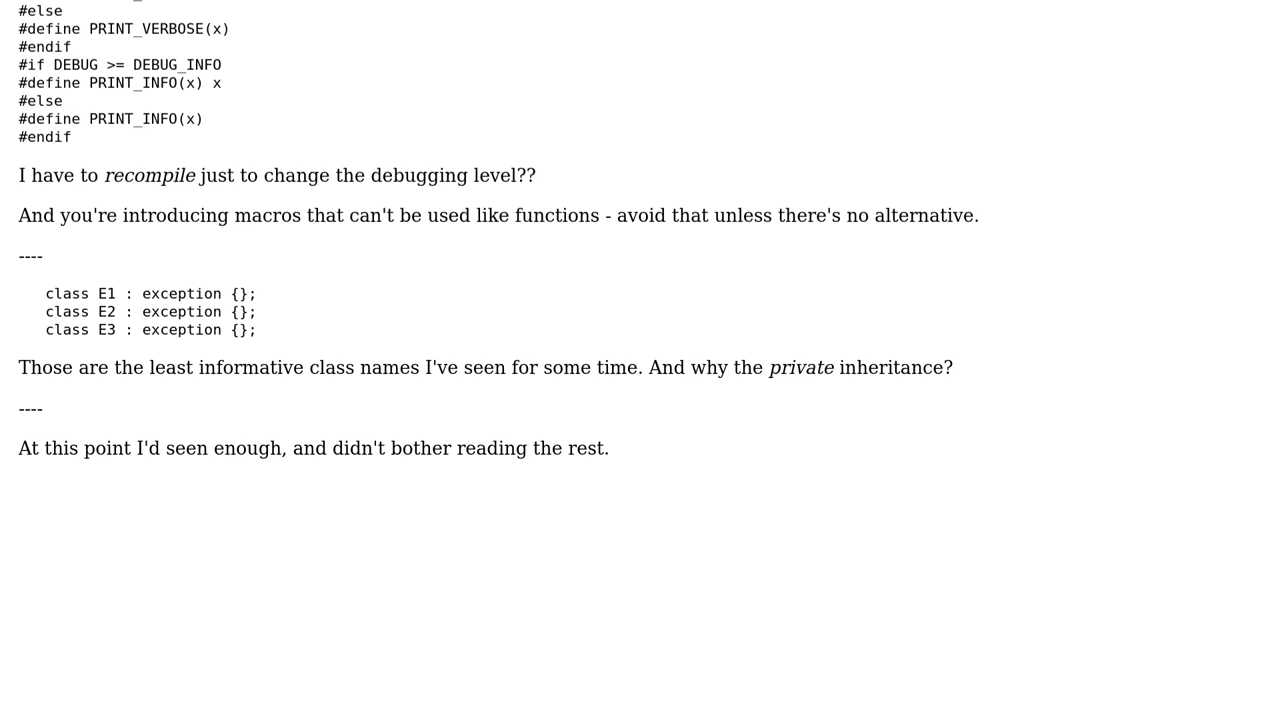 #else
#define PRINT_VERBOSE(x)
#endif
#if DEBUG >= DEBUG_INFO
#define PRINT_INFO(x) x
#else
#define PRINT_INFO(x)
#endif
I have to recompile just to change the debugging level??
And you're introducing macros that can't be used like functions - avoid that unless there's no alternative.
----
class E1 : exception {};
class E2 : exception {};
class E3 : exception {};
Those are the least informative class names I've seen for some time. And why the private inheritance?
----
At this point I'd seen enough, and didn't bother reading the rest.